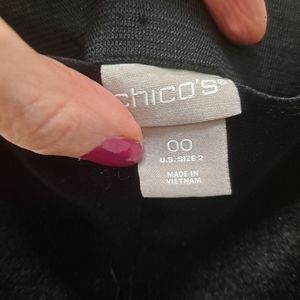 chico's®
00
U.S. SIZE 2
MADE IN
VIETNAM